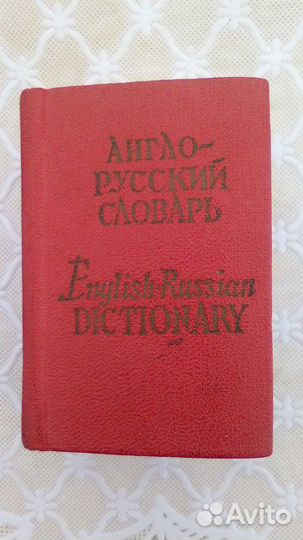 АНГЛО-
РУССКИЙ
СЛОВАРЬ
English-Russian
DICTIONARY
Avito